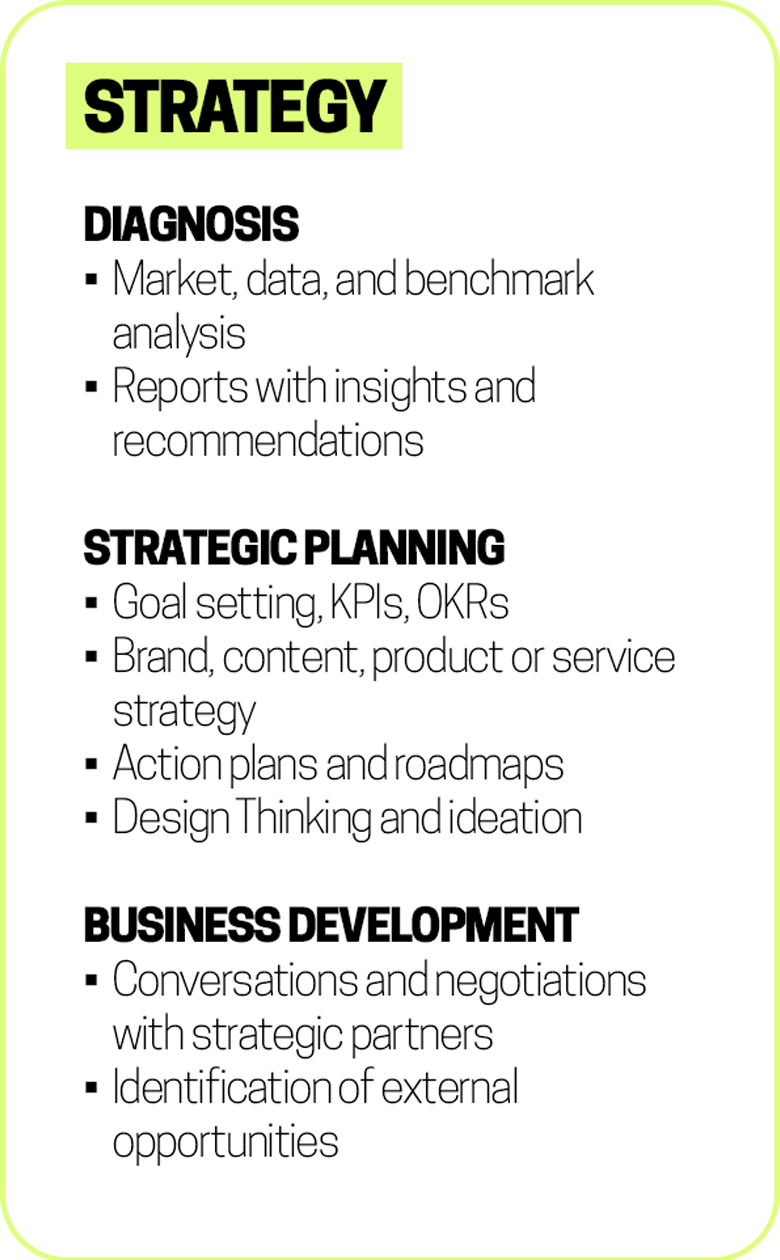 STRATEGY
DIAGNOSIS
▪ Market, data, and benchmark
analysis
▪ Reports with insights and
recommendations
STRATEGIC PLANNING
▪ Goal setting, KPIs, OKRs
▪ Brand, content, product or service
strategy
▪ Action plans and roadmaps
▪ Design Thinking and ideation
BUSINESS DEVELOPMENT
▪ Conversations and negotiations
with strategic partners
▪ Identification of external
opportunities